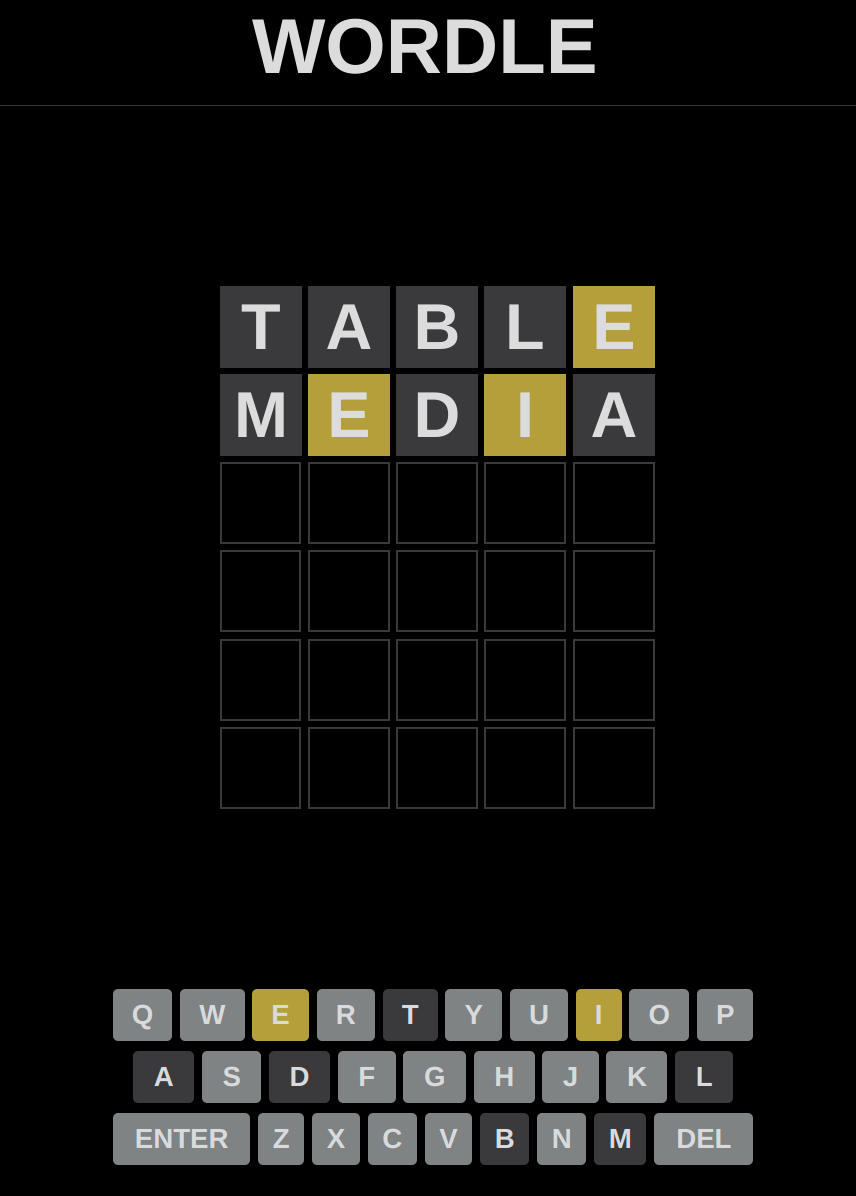 WORDLE
T A B L E
M E D I A
Q W E R T Y U I O P
A S D F G H J K L
ENTER Z X C V B N M DEL